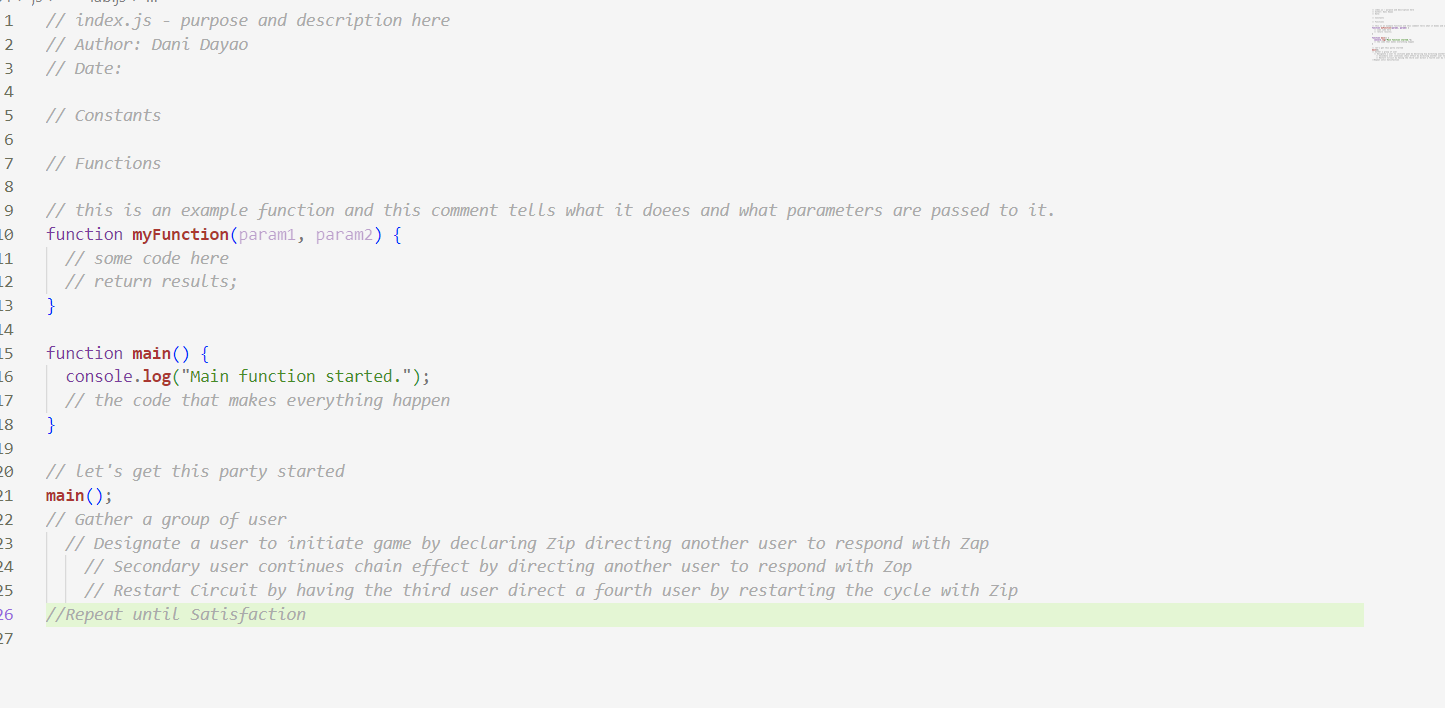 1 // index.js - purpose and description here
2 // Author: Dani Dayao
3 // Date:
4
5 // Constants
6
7 // Functions
8
9 // this is an example function and this comment tells what it doees and what parameters are passed to it.
10 function myFunction(param1, param2) {
11 // some code here
12 // return results;
13 }
14
15 function main() {
16 console.log("Main function started.");
17 // the code that makes everything happen
18 }
19
20 // let's get this party started
21 main();
22 // Gather a group of user
23 // Designate a user to initiate game by declaring Zip directing another user to respond with Zap
24 // Secondary user continues chain effect by directing another user to respond with Zop
25 // Restart Circuit by having the third user direct a fourth user by restarting the cycle with Zip
26 //Repeat until Satisfaction
27